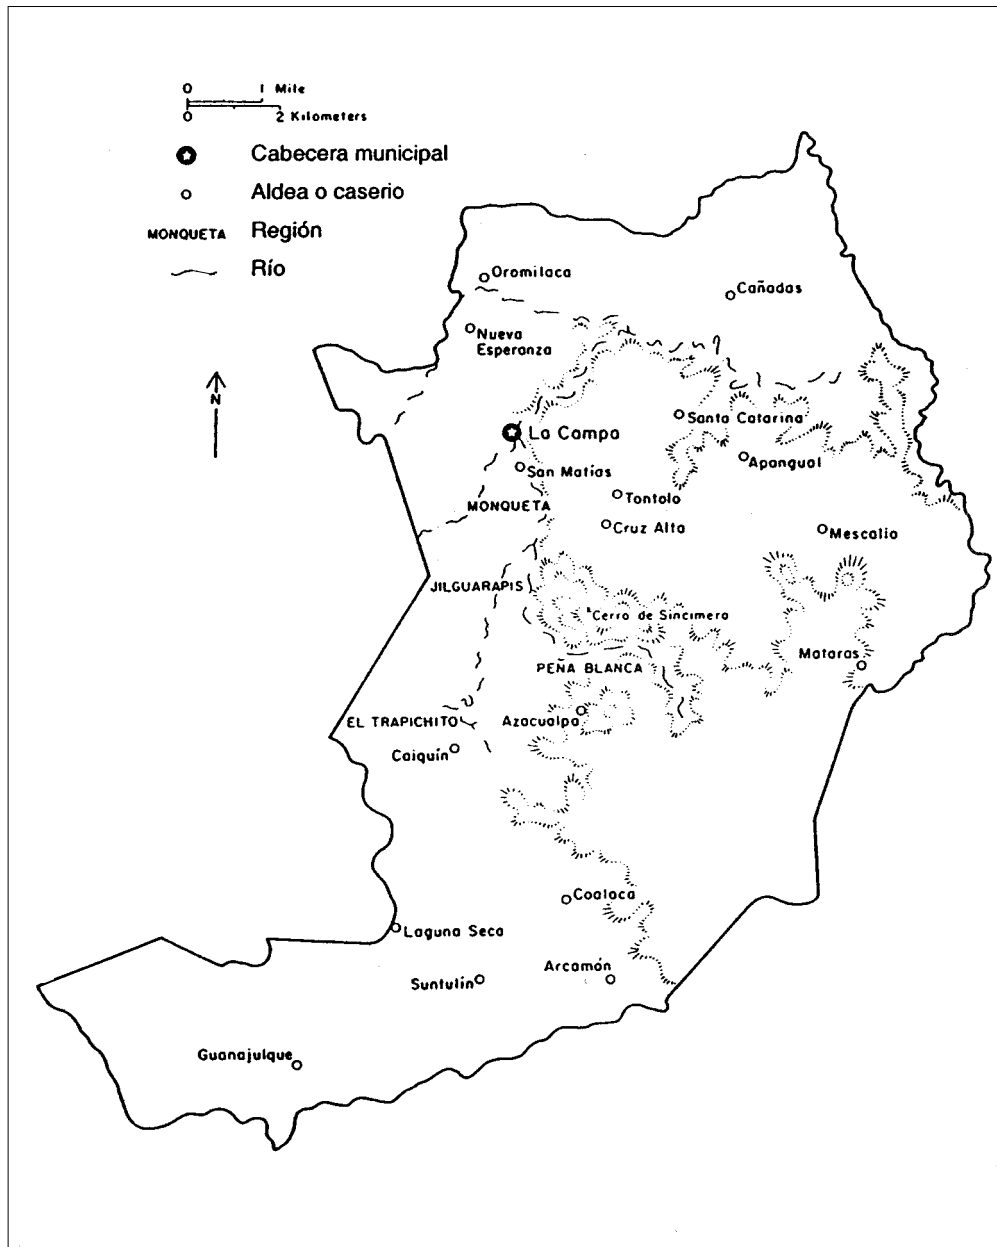 0 1 Mile
0 2 Kilometers
Cabecera municipal
Aldea o caserio
MONQUETA Región
Río
Oromilaca
Cañadas
Nueva
Esperanza
N
Santa Catarina
La Campa
Apangual
San Matías
Tontolo
MONQUETA
Cruz Alta
Mescalio
JILGUARAPIS
Cerro de Sincimera
Mataras
PEÑA BLANCA
EL TRAPICHITO
Azacualpa
Caiquín
Coalaca
Laguna Seca
Arcamón
Suntulín
Guanajulque